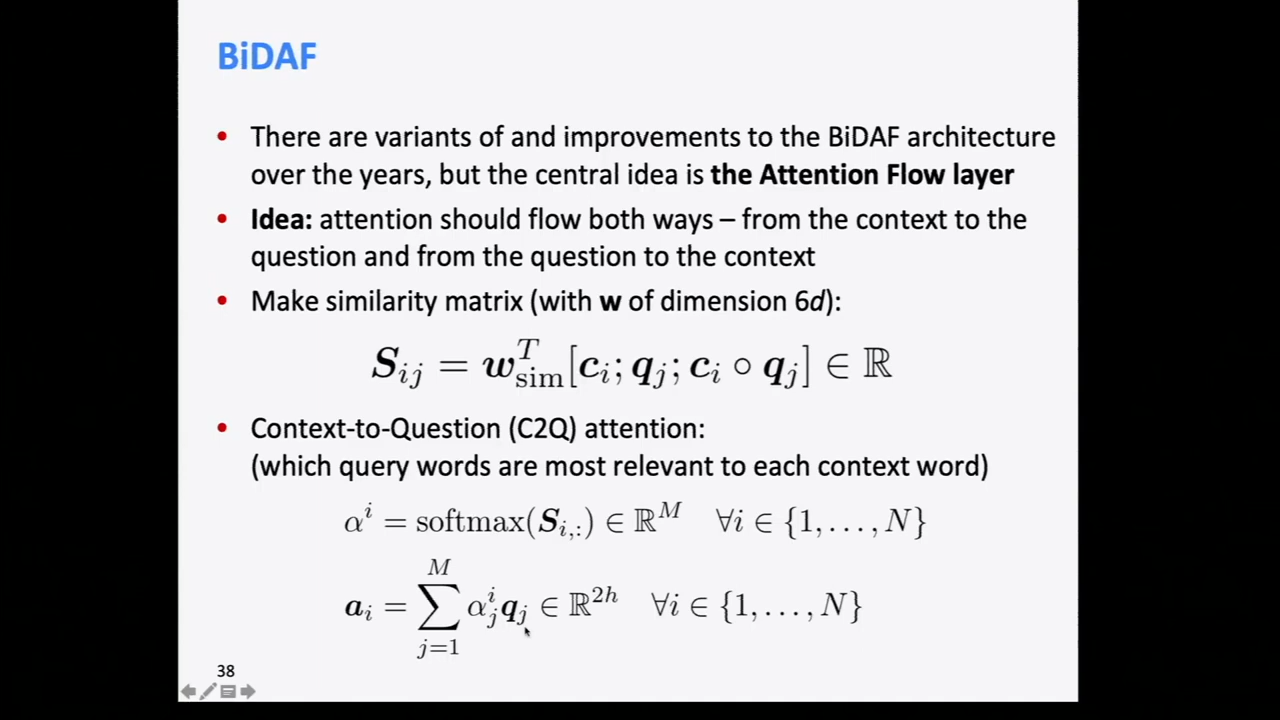 BiDAF
• There are variants of and improvements to the BiDAF architecture
over the years, but the central idea is the Attention Flow layer
• Idea: attention should flow both ways – from the context to the
question and from the question to the context
• Make similarity matrix (with w of dimension 6d):
S_{ij} = w_{sim}^T [c_i; q_j; c_i ∘ q_j] ∈ ℝ
• Context-to-Question (C2Q) attention:
(which query words are most relevant to each context word)
α^i = softmax(S_{i,:}) ∈ ℝ^M ∀i ∈ {1, . . . , N}
a_i = ∑_{j=1}^{M} α_j^i q_j ∈ ℝ^{2h} ∀i ∈ {1, . . . , N}
38